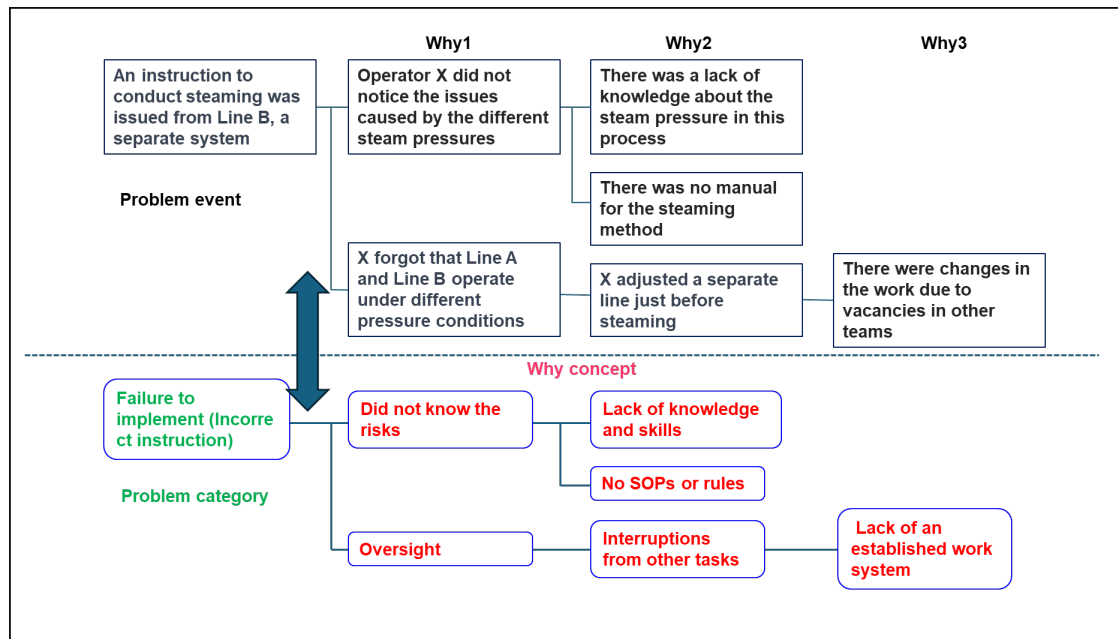 Why1
Why2
Why3
An instruction to
conduct steaming was
issued from Line B, a
separate system
Operator X did not
notice the issues
caused by the different
steam pressures
There was a lack of
knowledge about the
steam pressure in this
process
Problem event
There was no manual
for the steaming
method
X forgot that Line A
and Line B operate
under different
pressure conditions
X adjusted a separate
line just before
steaming
There were changes in
the work due to
vacancies in other
teams
Why concept
Failure to
implement (Incorre
ct instruction)
Did not know the
risks
Lack of knowledge
and skills
No SOPs or rules
Problem category
Oversight
Interruptions
from other tasks
Lack of an
established work
system